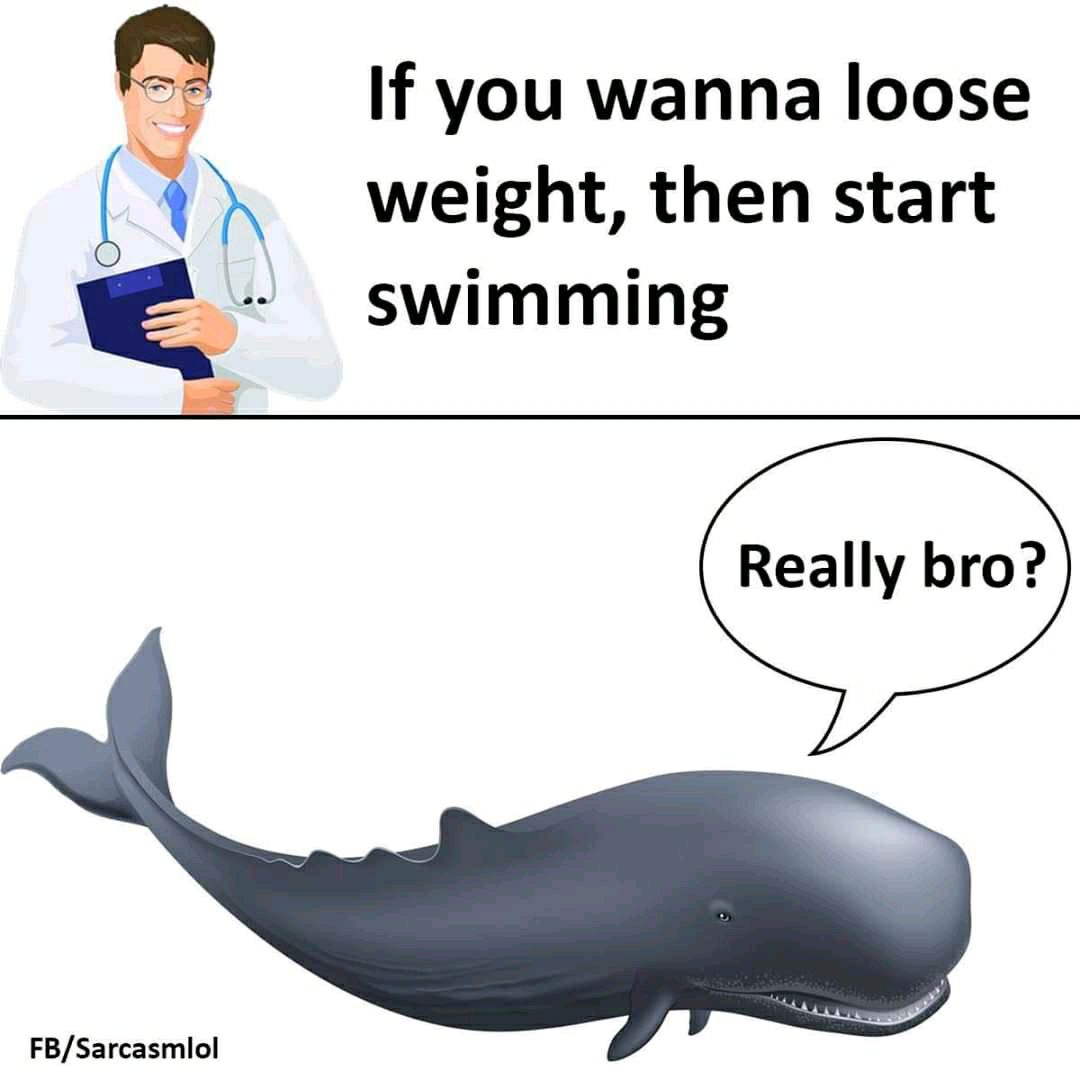 If you wanna loose
weight, then start
swimming
Really bro?
FB/Sarcasmlol